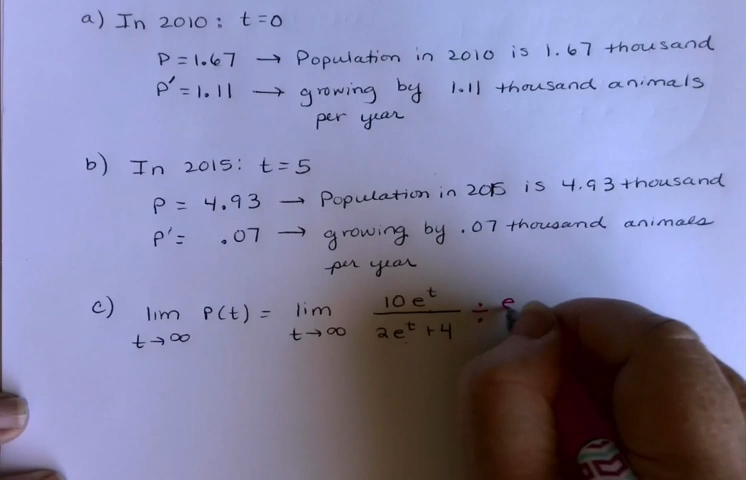 a) In 2010: t=0
P = 1.67 → Population in 2010 is 1.67 thousand
P' = 1.11 → growing by 1.11 thousand animals
per year
b) In 2015: t=5
P = 4.93 → Population in 2015 is 4.93 thousand
P' = .07 → growing by .07 thousand animals
per year
c) lim P(t) = lim 10e^t ÷ e
t→∞ t→∞ 2e^t + 4